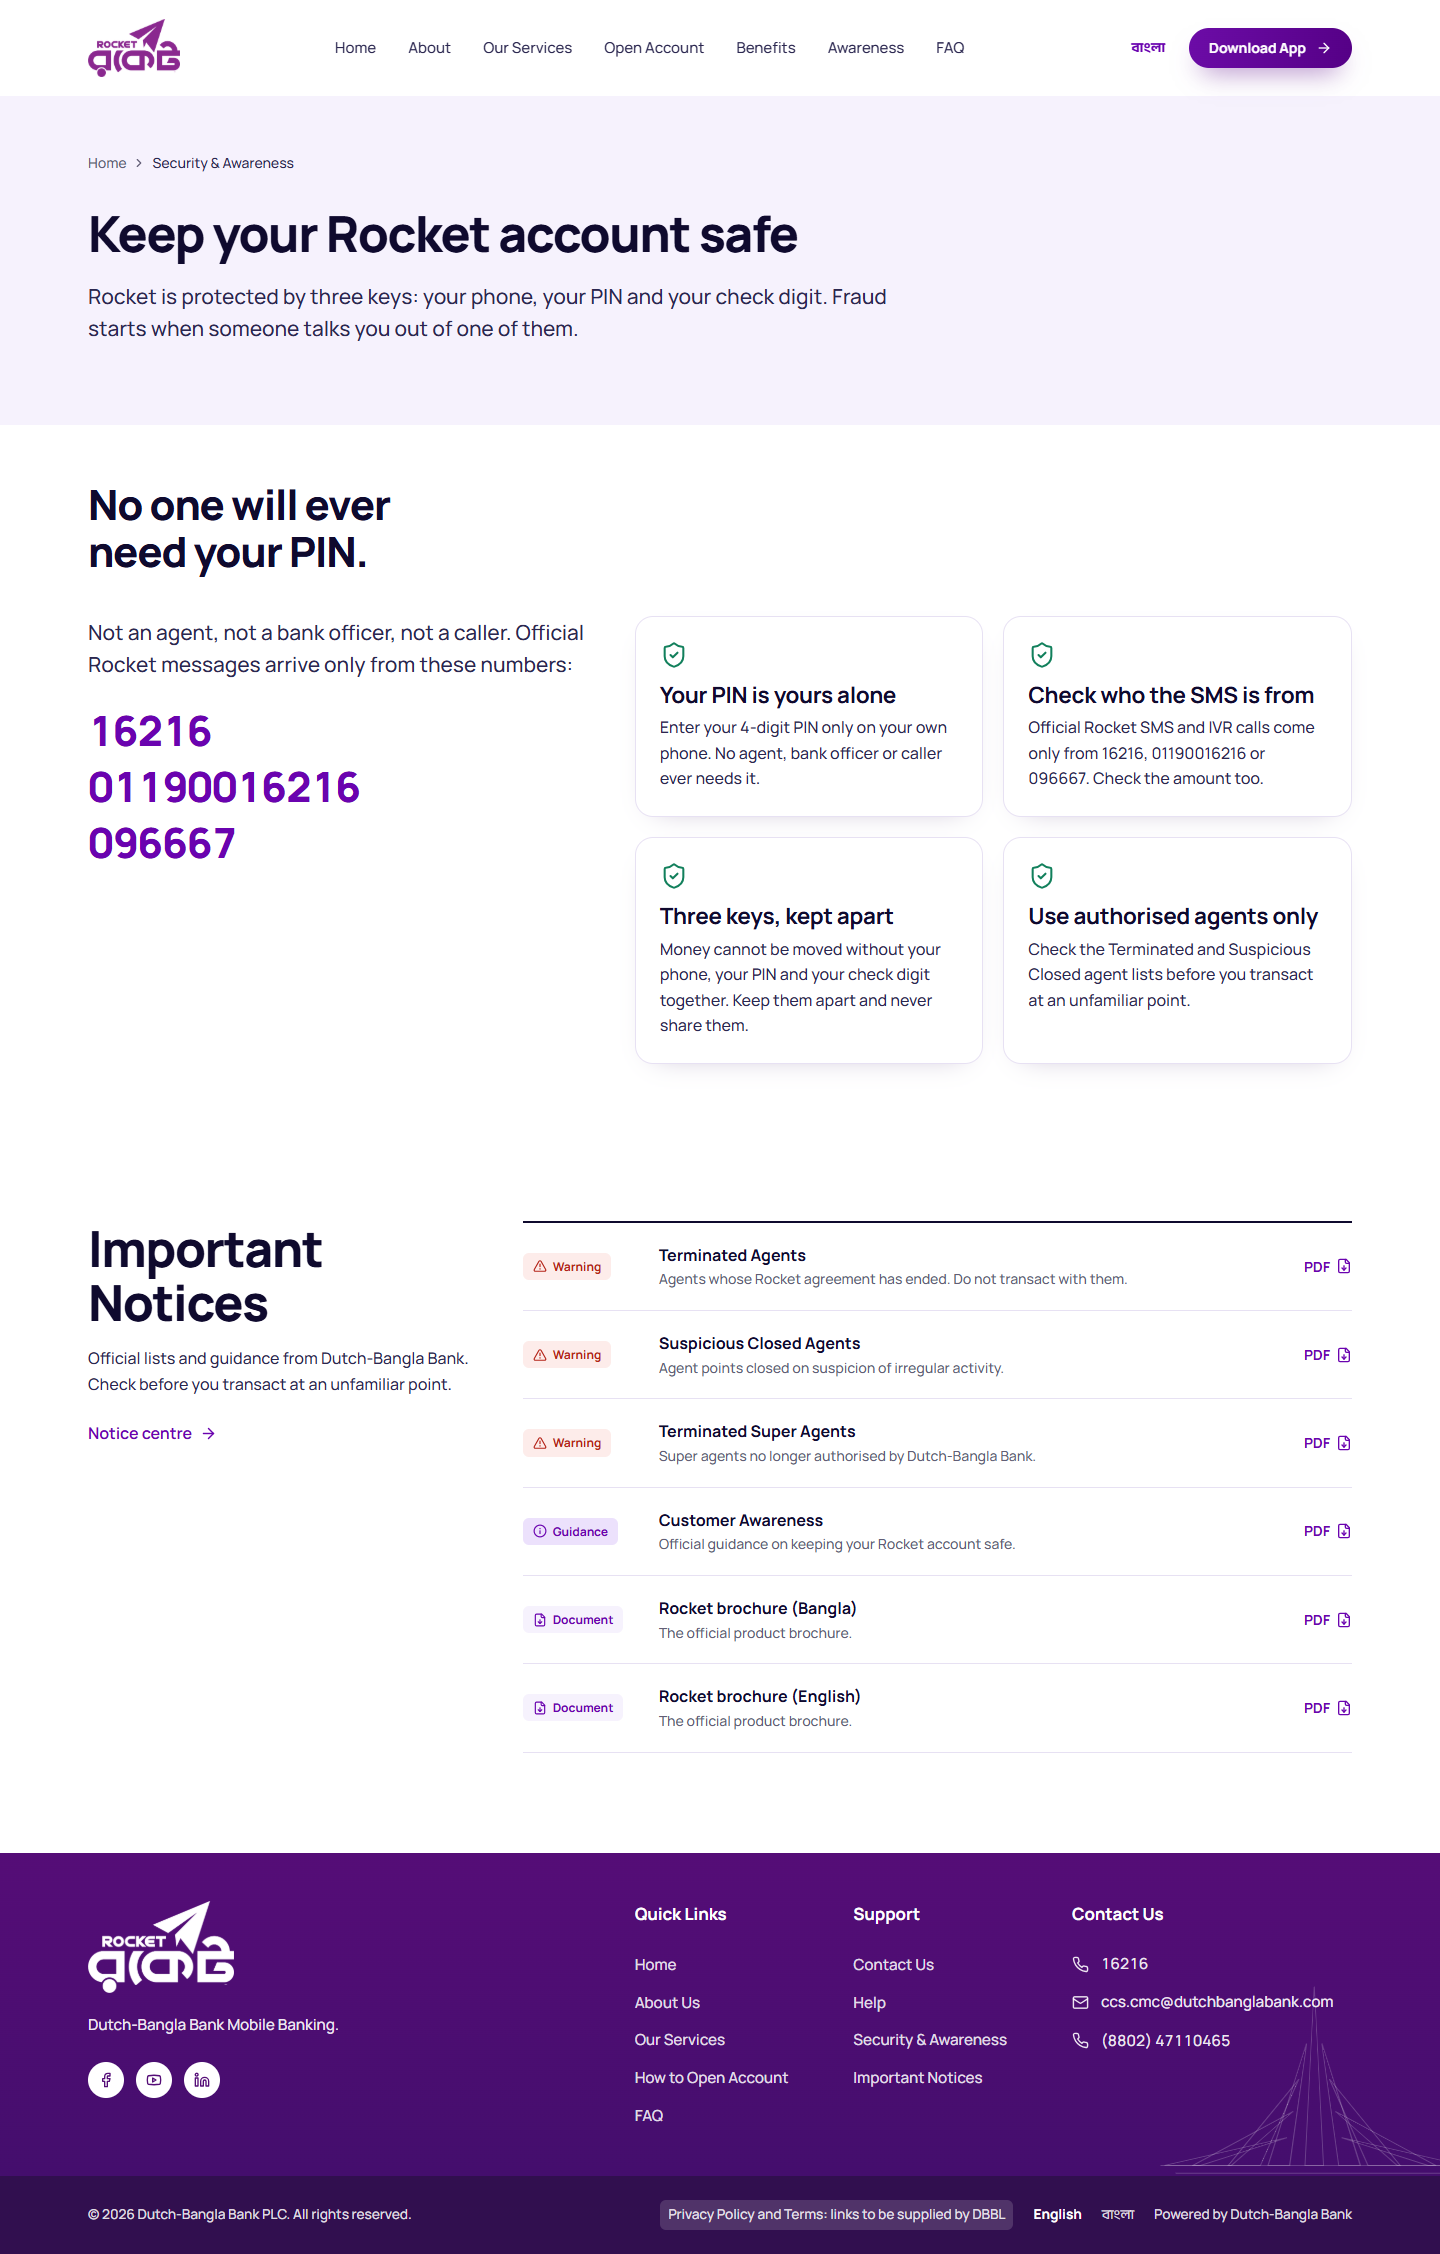 ROCKET
রকেট
Home About Our Services Open Account Benefits Awareness FAQ
বাংলা
Download App
Home > Security & Awareness
Keep your Rocket account safe
Rocket is protected by three keys: your phone, your PIN and your check digit. Fraud
starts when someone talks you out of one of them.
No one will ever
need your PIN.
Not an agent, not a bank officer, not a caller. Official
Rocket messages arrive only from these numbers:
16216
01190016216
096667
Your PIN is yours alone
Enter your 4-digit PIN only on your own
phone. No agent, bank officer or caller
ever needs it.
Check who the SMS is from
Official Rocket SMS and IVR calls come
only from 16216, 01190016216 or
096667. Check the amount too.
Three keys, kept apart
Money cannot be moved without your
phone, your PIN and your check digit
together. Keep them apart and never
share them.
Use authorised agents only
Check the Terminated and Suspicious
Closed agent lists before you transact
at an unfamiliar point.
Important
Notices
Official lists and guidance from Dutch-Bangla Bank.
Check before you transact at an unfamiliar point.
Notice centre
Warning
Terminated Agents
Agents whose Rocket agreement has ended. Do not transact with them.
PDF
Warning
Suspicious Closed Agents
Agent points closed on suspicion of irregular activity.
PDF
Warning
Terminated Super Agents
Super agents no longer authorised by Dutch-Bangla Bank.
PDF
Guidance
Customer Awareness
Official guidance on keeping your Rocket account safe.
PDF
Document
Rocket brochure (Bangla)
The official product brochure.
PDF
Document
Rocket brochure (English)
The official product brochure.
PDF
ROCKET
রকেট
Dutch-Bangla Bank Mobile Banking.
Quick Links
Home
About Us
Our Services
How to Open Account
FAQ
Support
Contact Us
Help
Security & Awareness
Important Notices
Contact Us
16216
ccs.cmc@dutchbanglabank.com
(8802) 47110465
© 2026 Dutch-Bangla Bank PLC. All rights reserved.
Privacy Policy and Terms: links to be supplied by DBBL
English
বাংলা
Powered by Dutch-Bangla Bank